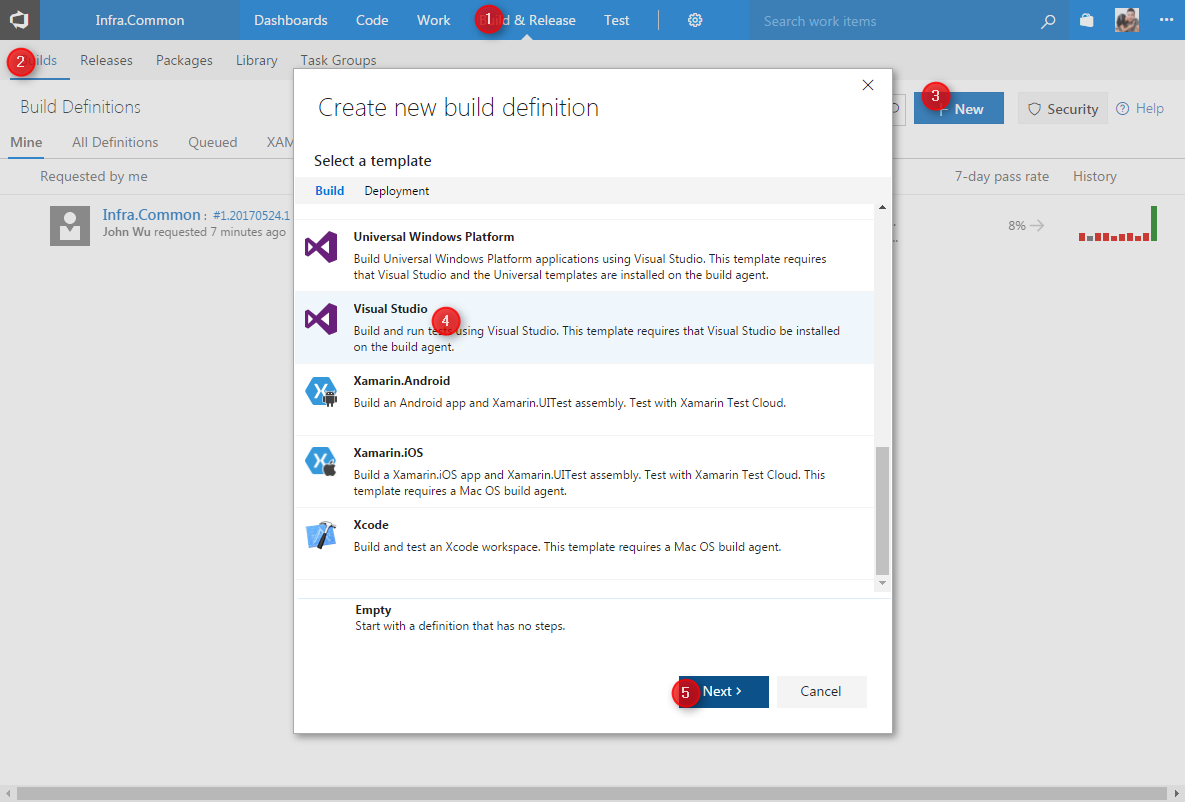 Infra.Common Dashboards Code Work 1 & Release Test Search work items
2 Releases Packages Library Task Groups
Build Definitions 3 New Security Help
Mine All Definitions Queued XAM
Requested by me 7-day pass rate History
Infra.Common : #1.20170524.1 8%
John Wu requested 7 minutes ago
Create new build definition
Select a template
Build Deployment
Universal Windows Platform
Build Universal Windows Platform applications using Visual Studio. This template requires
that Visual Studio and the Universal templates are installed on the build agent.
Visual Studio 4
Build and run tests using Visual Studio. This template requires that Visual Studio be installed
on the build agent.
Xamarin.Android
Build an Android app and Xamarin.UITest assembly. Test with Xamarin Test Cloud.
Xamarin.iOS
Build a Xamarin.iOS app and Xamarin.UITest assembly. Test with Xamarin Test Cloud. This
template requires a Mac OS build agent.
Xcode
Build and test an Xcode workspace. This template requires a Mac OS build agent.
Empty
Start with a definition that has no steps.
5 Next Cancel